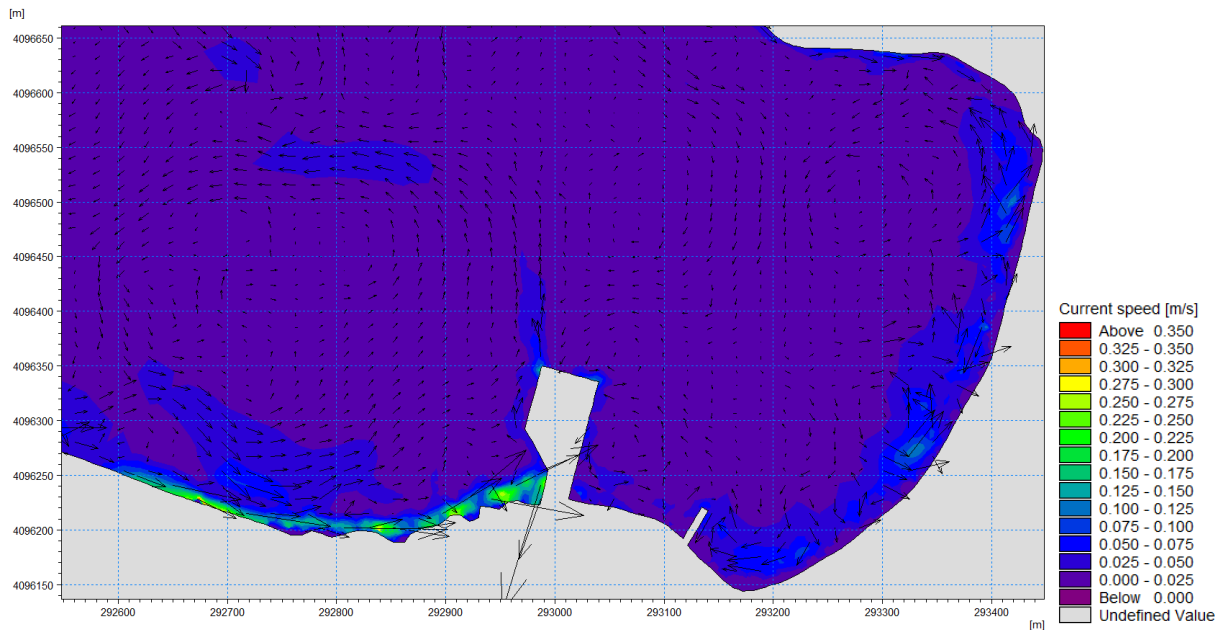 [m]
4096650
4096600
4096550
4096500
4096450
4096400
4096350
4096300
4096250
4096200
4096150
292600 292700 292800 292900 293000 293100 293200 293300 293400
[m]
Current speed [m/s]
Above 0.350
0.325 - 0.350
0.300 - 0.325
0.275 - 0.300
0.250 - 0.275
0.225 - 0.250
0.200 - 0.225
0.175 - 0.200
0.150 - 0.175
0.125 - 0.150
0.100 - 0.125
0.075 - 0.100
0.050 - 0.075
0.025 - 0.050
0.000 - 0.025
Below 0.000
Undefined Value